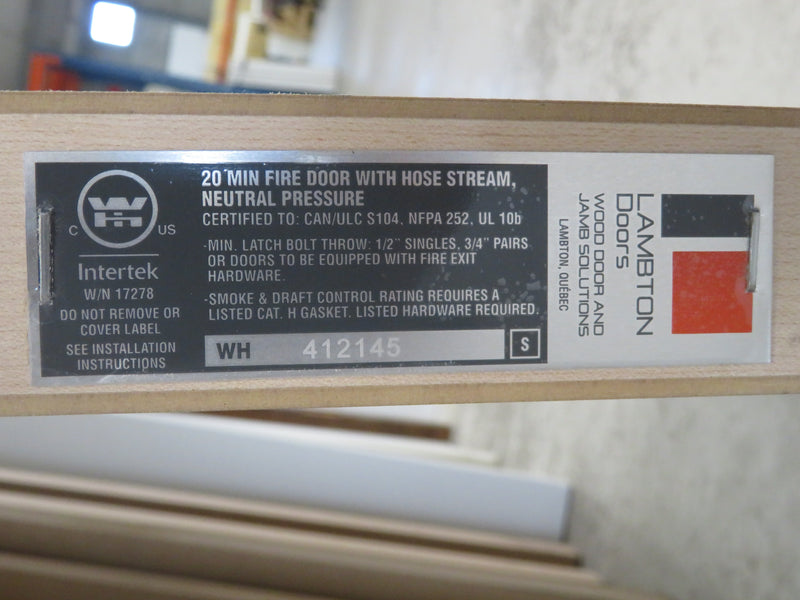 WH
C US
Intertek
W/N 17278
DO NOT REMOVE OR
COVER LABEL
SEE INSTALLATION
INSTRUCTIONS
20 MIN FIRE DOOR WITH HOSE STREAM,
NEUTRAL PRESSURE
CERTIFIED TO: CAN/ULC S104, NFPA 252, UL 10b
-MIN. LATCH BOLT THROW: 1/2" SINGLES, 3/4" PAIRS
OR DOORS TO BE EQUIPPED WITH FIRE EXIT
HARDWARE.
-SMOKE & DRAFT CONTROL RATING REQUIRES A
LISTED CAT. H GASKET. LISTED HARDWARE REQUIRED.
WH 412145 S
LAMBTON
Doors
WOOD DOOR AND
JAMB SOLUTIONS
LAMBTON, QUÉBEC